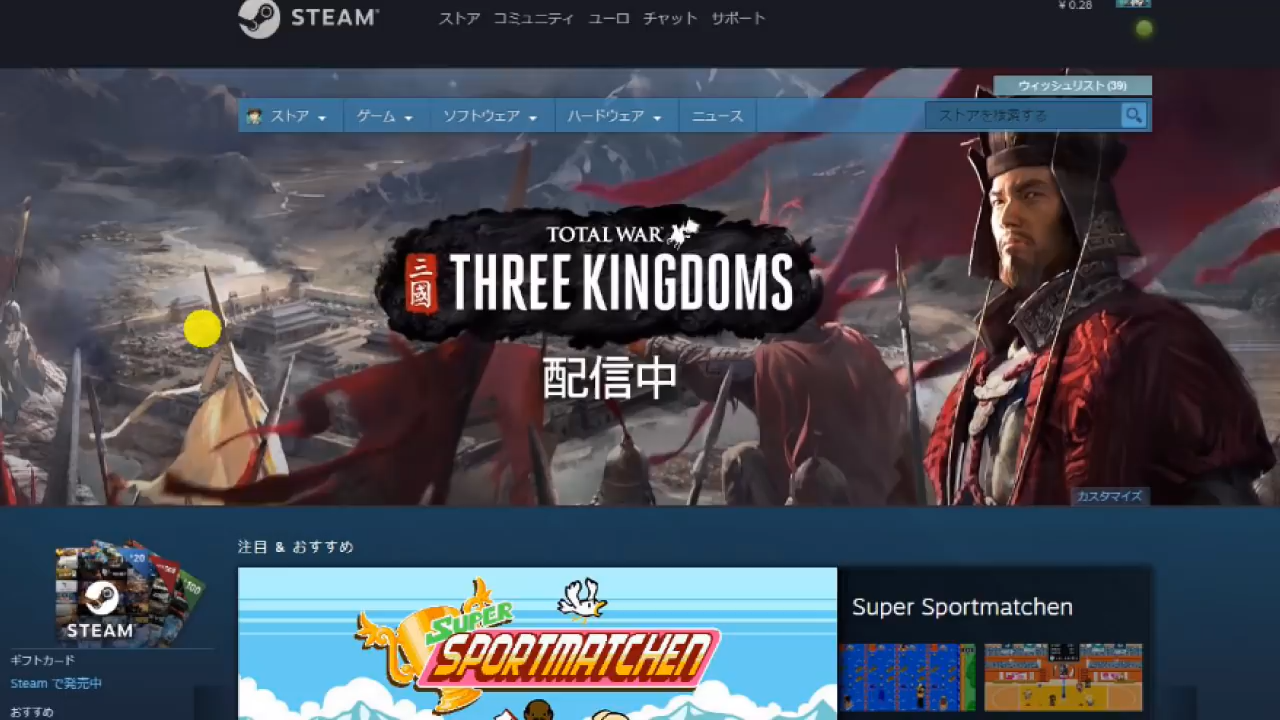 STEAM
ストア コミュニティ ユーロ チャット サポート
¥ 0.28
ウィッシュリスト (39)
ストア ゲーム ソフトウェア ハードウェア ニュース
ストアを検索する
TOTAL WAR
三國 THREE KINGDOMS
配信中
カスタマイズ
注目 & おすすめ
STEAM
SUPER
SPORTMATCHEN
Super Sportmatchen
ギフトカード
Steam で発売中
おすすめ